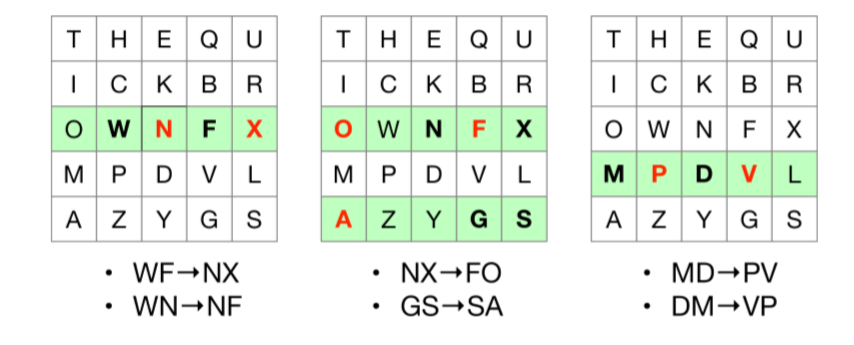 T H E Q U
I C K B R
O W N F X
M P D V L
A Z Y G S
• WF→NX
• WN→NF
T H E Q U
I C K B R
O W N F X
M P D V L
A Z Y G S
• NX→FO
• GS→SA
T H E Q U
I C K B R
O W N F X
M P D V L
A Z Y G S
• MD→PV
• DM→VP